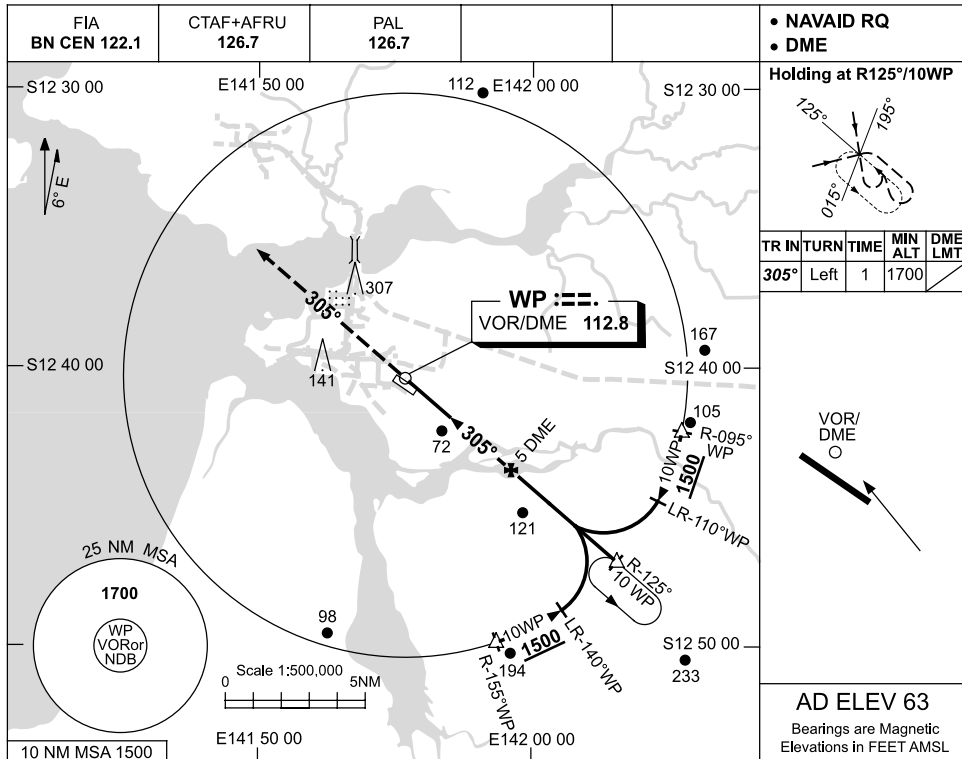 FIA
BN CEN 122.1
CTAF+AFRU
126.7
PAL
126.7
• NAVAID RQ
• DME
S12 30 00
E141 50 00
112
E142 00 00
S12 30 00
6° E
Holding at R125°/10WP
125°
195°
015°
TR IN TURN TIME MIN ALT DME LMT
305° Left 1 1700
305°
307
WP
VOR/DME 112.8
167
S12 40 00
S12 40 00
141
105
R-095° WP
72
305°
5 DME
10WP
1500
LR-110°WP
VOR/
DME
121
25 NM MSA
1700
WP
VORor
NDB
R-125°
10 WP
98
10WP
1500
LR-140°WP
R-155°WP
194
S12 50 00
233
Scale 1:500,000
0 5NM
AD ELEV 63
Bearings are Magnetic
Elevations in FEET AMSL
10 NM MSA 1500
E141 50 00
E142 00 00